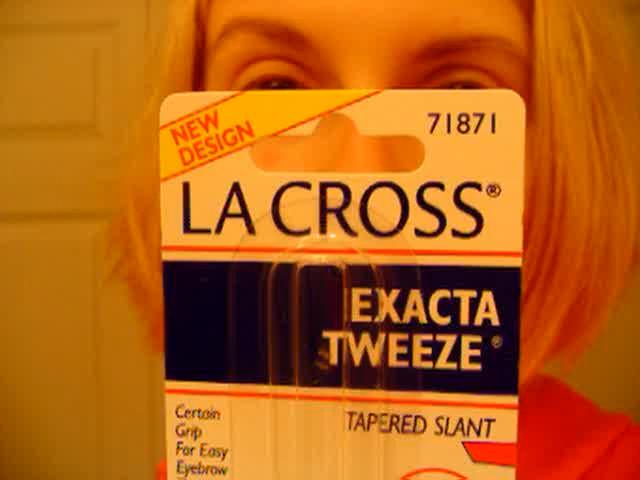 NEW
DESIGN
71871
LA CROSS®
EXACTA
TWEEZE®
TAPERED SLANT
Certain
Grip
For Easy
Eyebrow